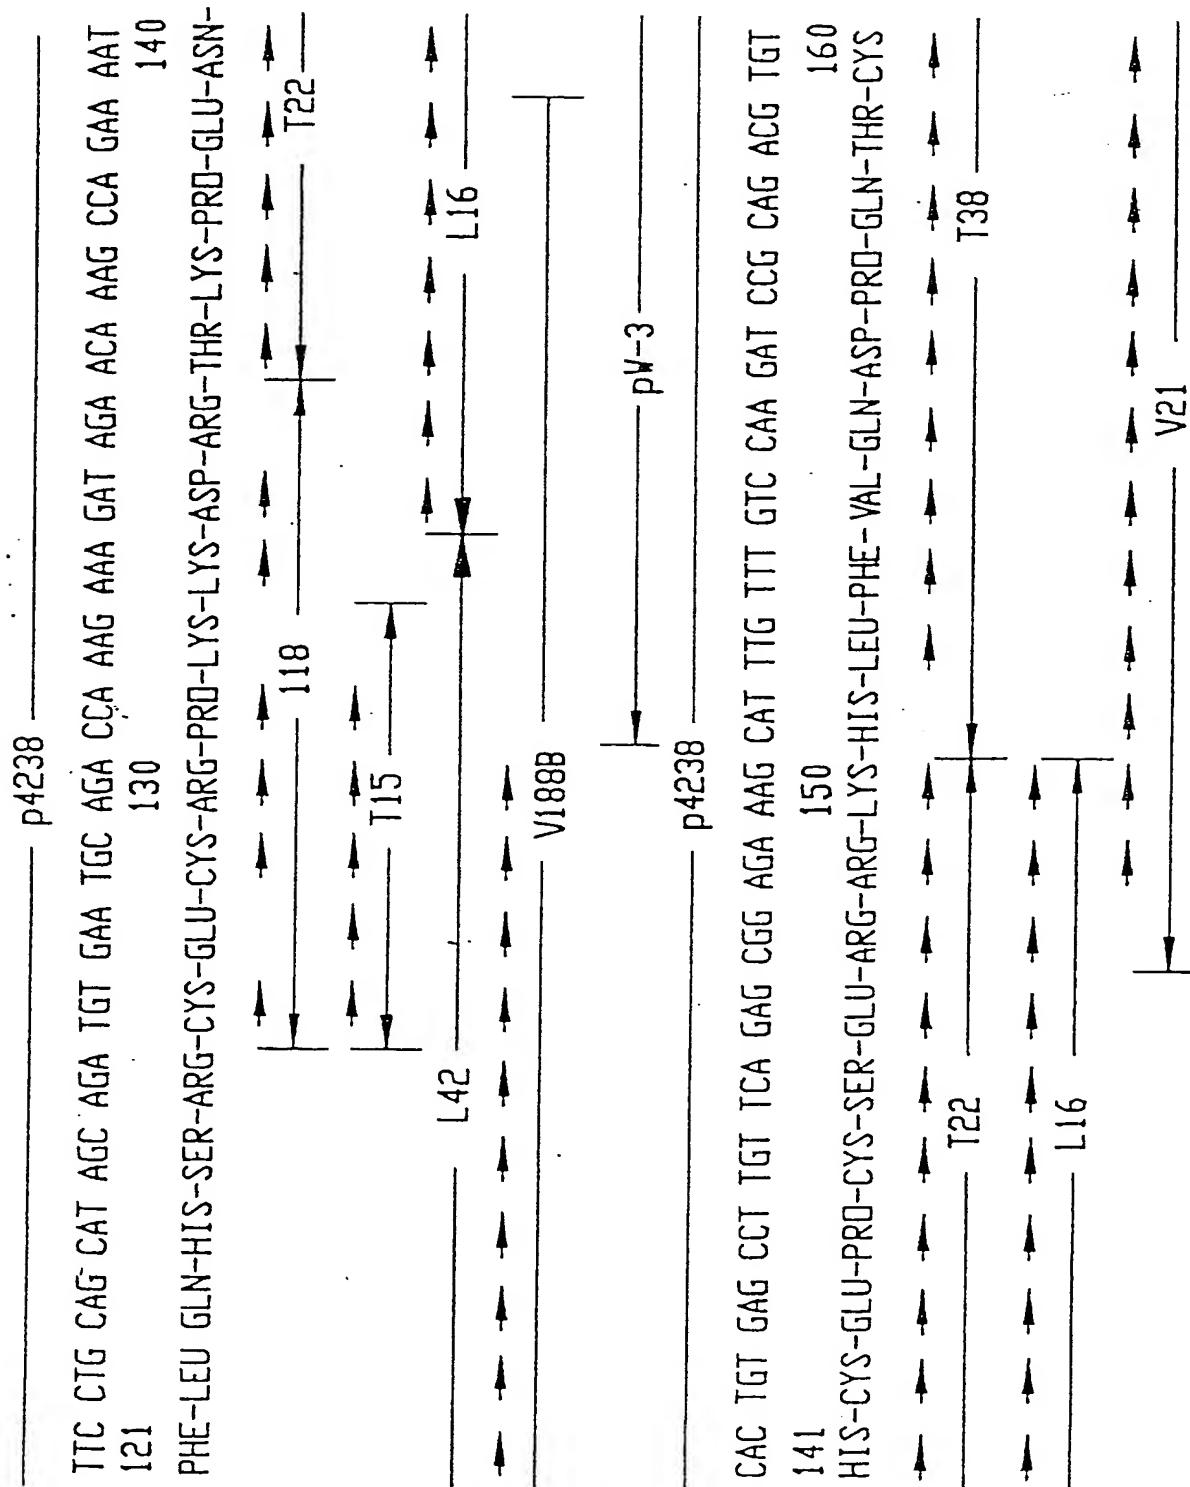 p4238
TTC CTG CAG CAT AGC AGA TGT GAA TGC AGA CCA AAG AAA GAT AGA ACA AAG CCA GAA AAT
121 130 140
PHE-LEU GLN-HIS-SER-ARG-CYS-GLU-CYS-ARG-PRO-LYS-LYS-ASP-ARG-THR-LYS-PRO-GLU-ASN-
118 T22
T15
L42 L16
V188B
pW-3
p4238
CAC TGT GAG CCT TGT TCA GAG CGG AGA AAG CAT TTG TTT GTC CAA GAT CCG CAG ACG TGT
141 150 160
HIS-CYS-GLU-PRO-CYS-SER-GLU-ARG-ARG-LYS-HIS-LEU-PHE-VAL-GLN-ASP-PRO-GLN-THR-CYS
T22 T38
L16
V21